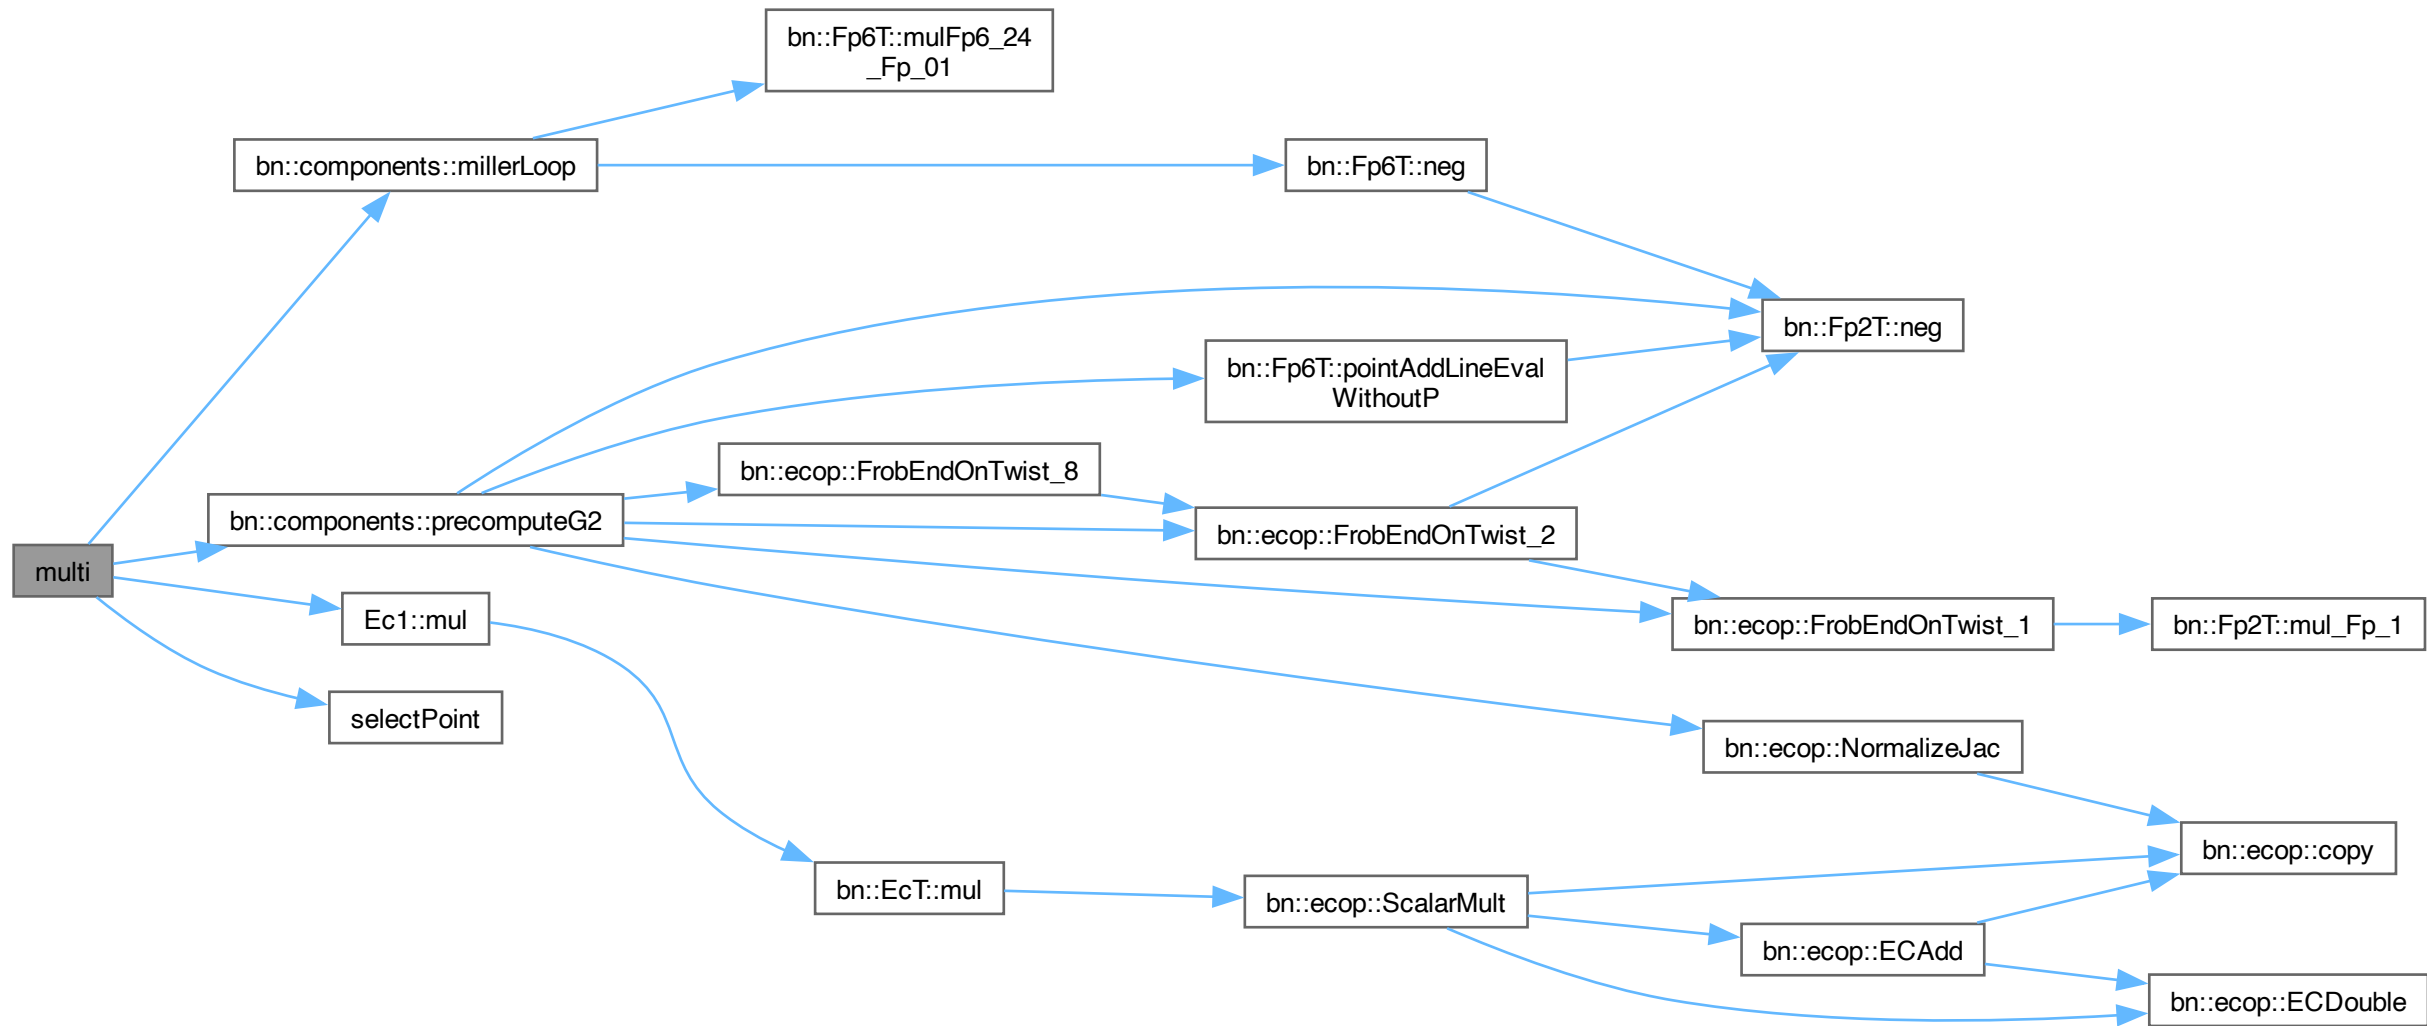 bn::Fp6T::mulFp6_24
_Fp_01
bn::components::millerLoop
bn::Fp6T::neg
bn::Fp2T::neg
bn::Fp6T::pointAddLineEval
WithoutP
bn::ecop::FrobEndOnTwist_8
bn::components::precomputeG2
bn::ecop::FrobEndOnTwist_2
multi
Ec1::mul
bn::ecop::FrobEndOnTwist_1
bn::Fp2T::mul_Fp_1
selectPoint
bn::ecop::NormalizeJac
bn::ecop::copy
bn::EcT::mul
bn::ecop::ScalarMult
bn::ecop::ECAdd
bn::ecop::ECDouble